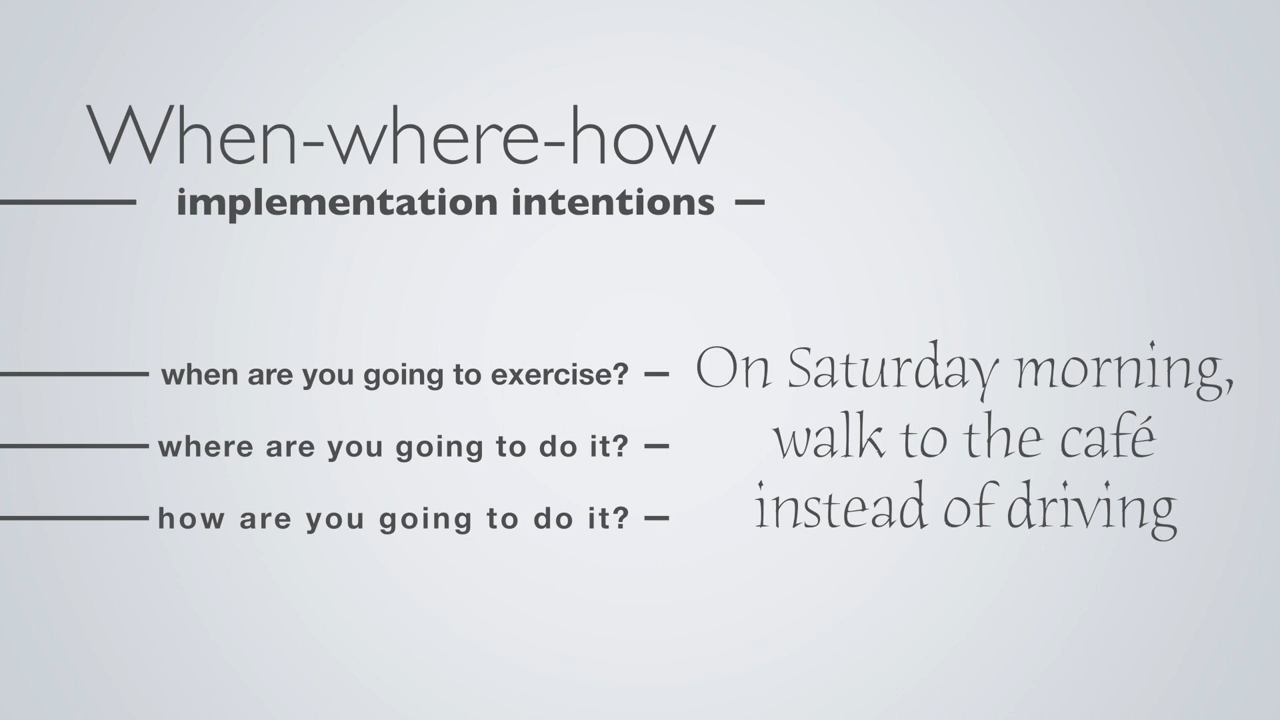 When-where-how
implementation intentions
when are you going to exercise?
where are you going to do it?
how are you going to do it?
On Saturday morning,
walk to the café
instead of driving